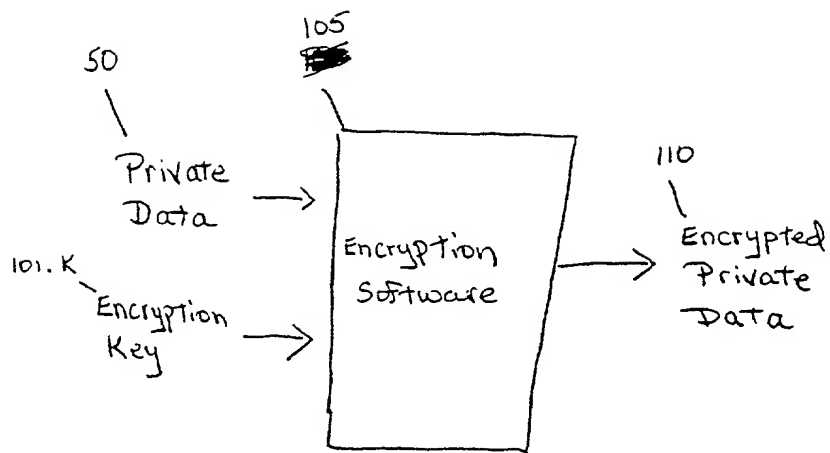 105
50
Private
Data
101.K
Encryption
Key
Encryption
Software
110
Encrypted
Private
Data